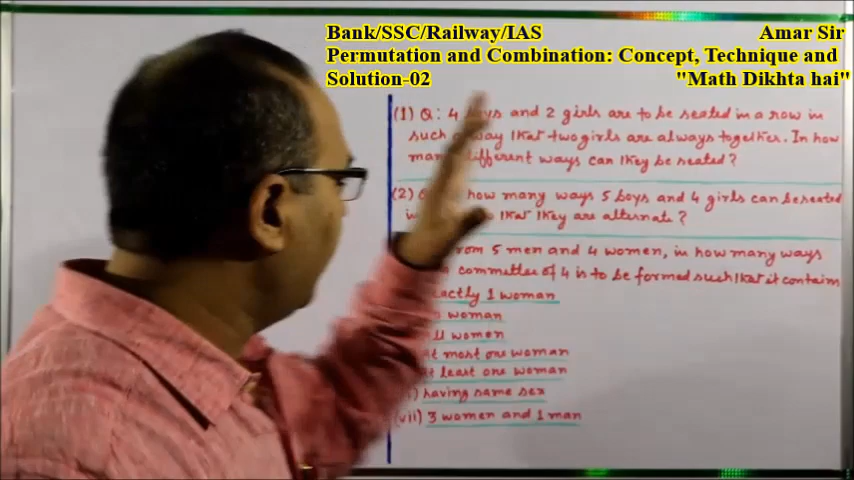 Bank/SSC/Railway/IAS Amar Sir
Permutation and Combination: Concept, Technique and
Solution-02 "Math Dikhta hai"
(1) Q: 4 boys and 2 girls are to be seated in a row in
such a way that two girls are always together. In how
many different ways can they be seated?
(2) how many ways 5 boys and 4 girls can be seated
that they are alternate?
from 5 men and 4 women, in how many ways
committee of 4 is to be formed such that it contains
exactly 1 woman
woman
all women
at most one woman
at least one woman
having same sex
(vii) 3 women and 1 man